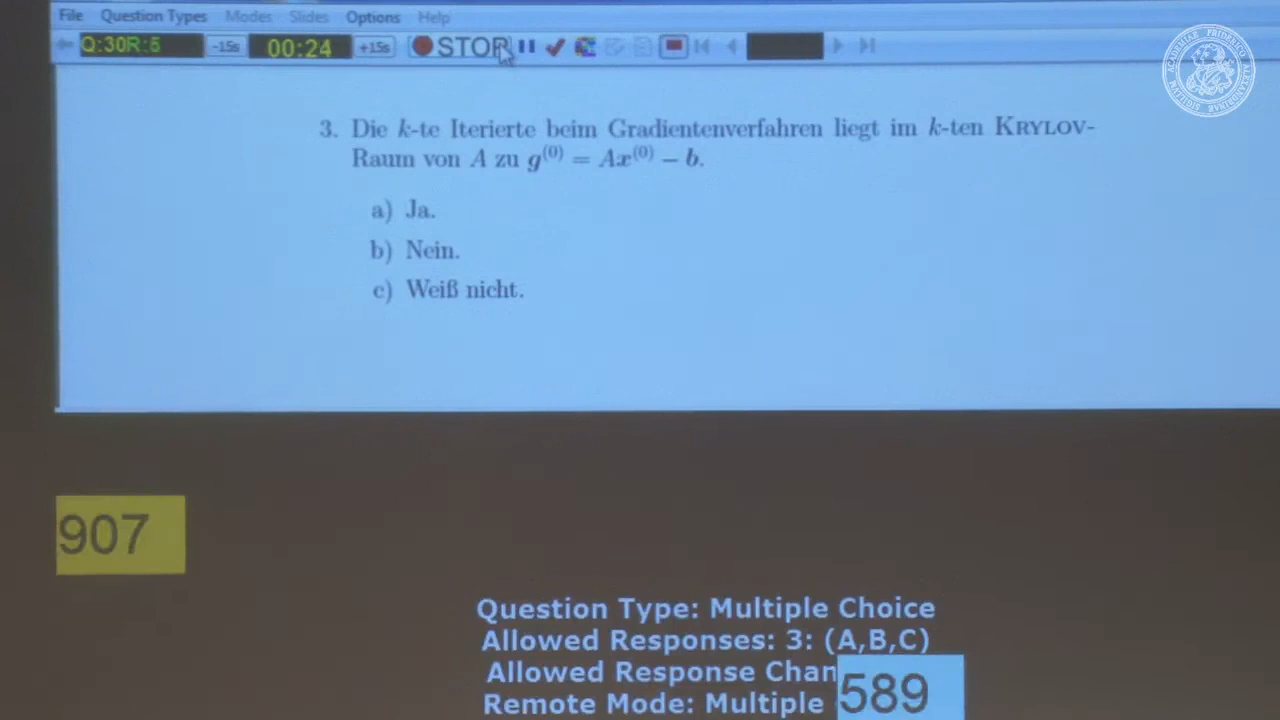 File Question Types Modes Slides Options Help
Q:30R:5 -15s 00:24 +15s STOP
3. Die k-te Iterierte beim Gradientenverfahren liegt im k-ten KRYLOV-
Raum von A zu g⁽⁰⁾ = Ax⁽⁰⁾ – b.
a) Ja.
b) Nein.
c) Weiß nicht.
907
Question Type: Multiple Choice
Allowed Responses: 3: (A,B,C)
Allowed Response Chan
Remote Mode: Multiple
589